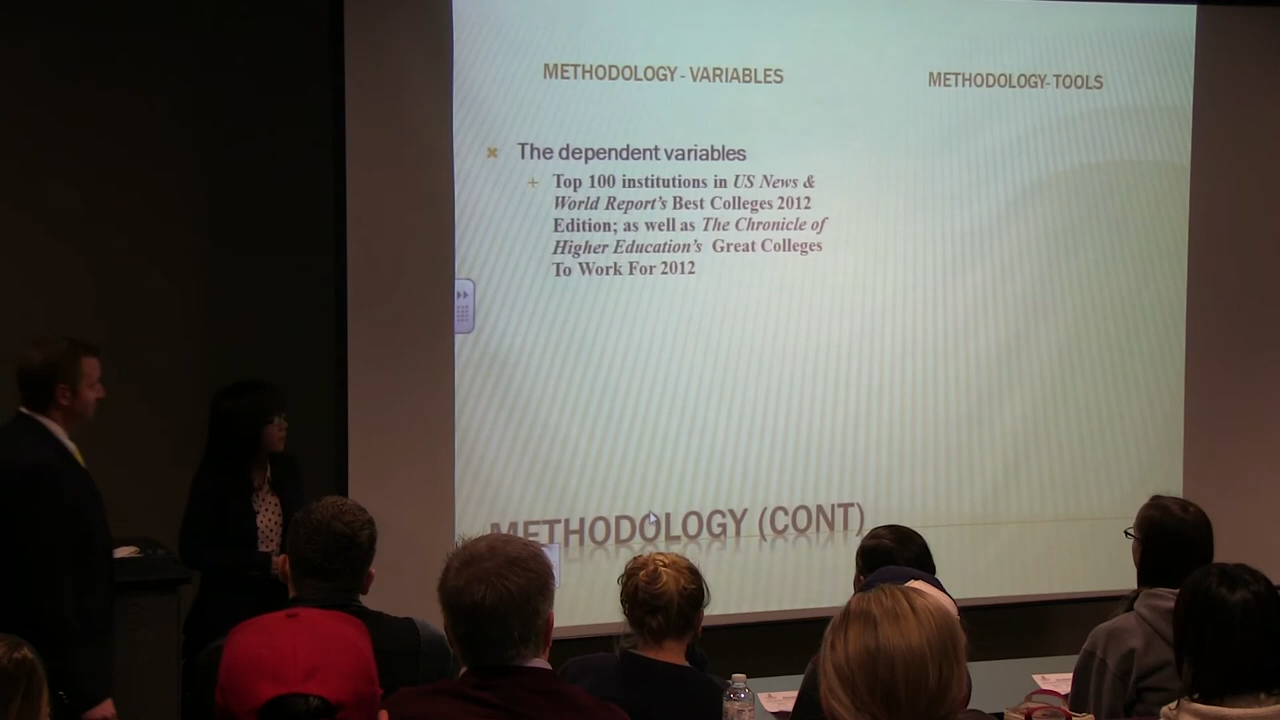 METHODOLOGY - VARIABLES
METHODOLOGY- TOOLS
The dependent variables
Top 100 institutions in US News &
World Report's Best Colleges 2012
Edition; as well as The Chronicle of
Higher Education's Great Colleges
To Work For 2012
METHODOLOGY (CONT)